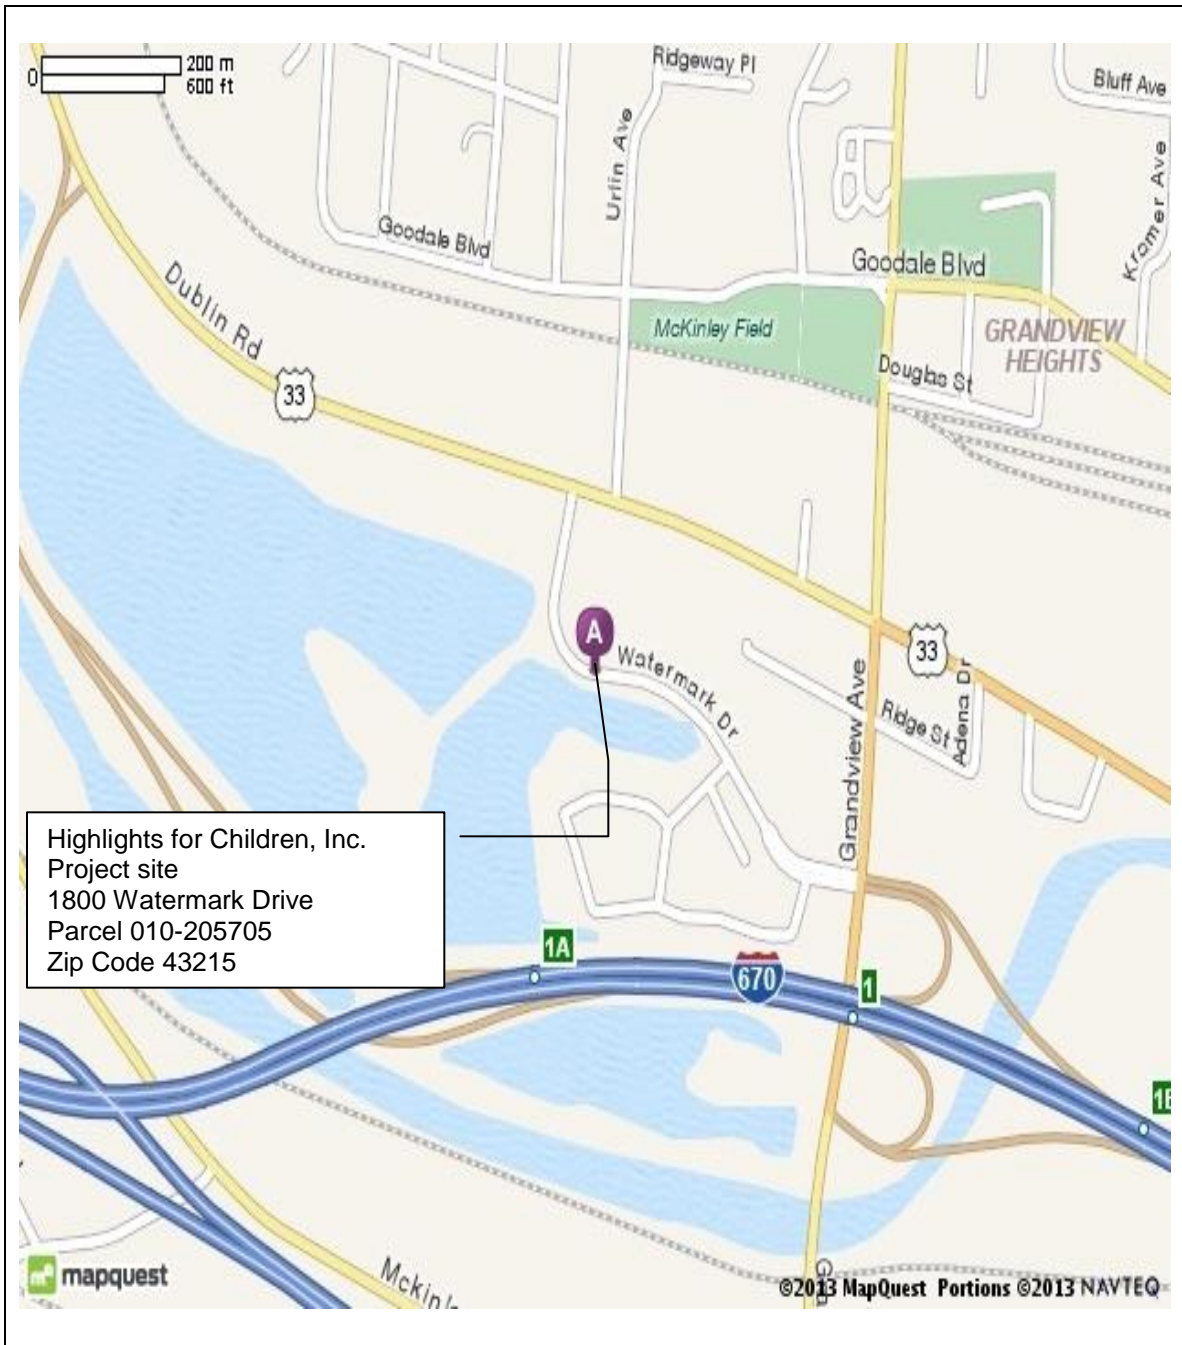 0
200 m
600 ft
Ridgeway Pl
Bluff Ave
Urlin Ave
Kramer Ave
Goodale Blvd
Goodale Blvd
Dublin Rd
McKinley Field
GRANDVIEW
HEIGHTS
33
Douglas St
A
Watermark Dr
33
Grandview Ave
Ridge St
Adena Dr
Highlights for Children, Inc.
Project site
1800 Watermark Drive
Parcel 010-205705
Zip Code 43215
1A
670
1
mapquest
©2013 MapQuest Portions ©2013 NAVTEQ